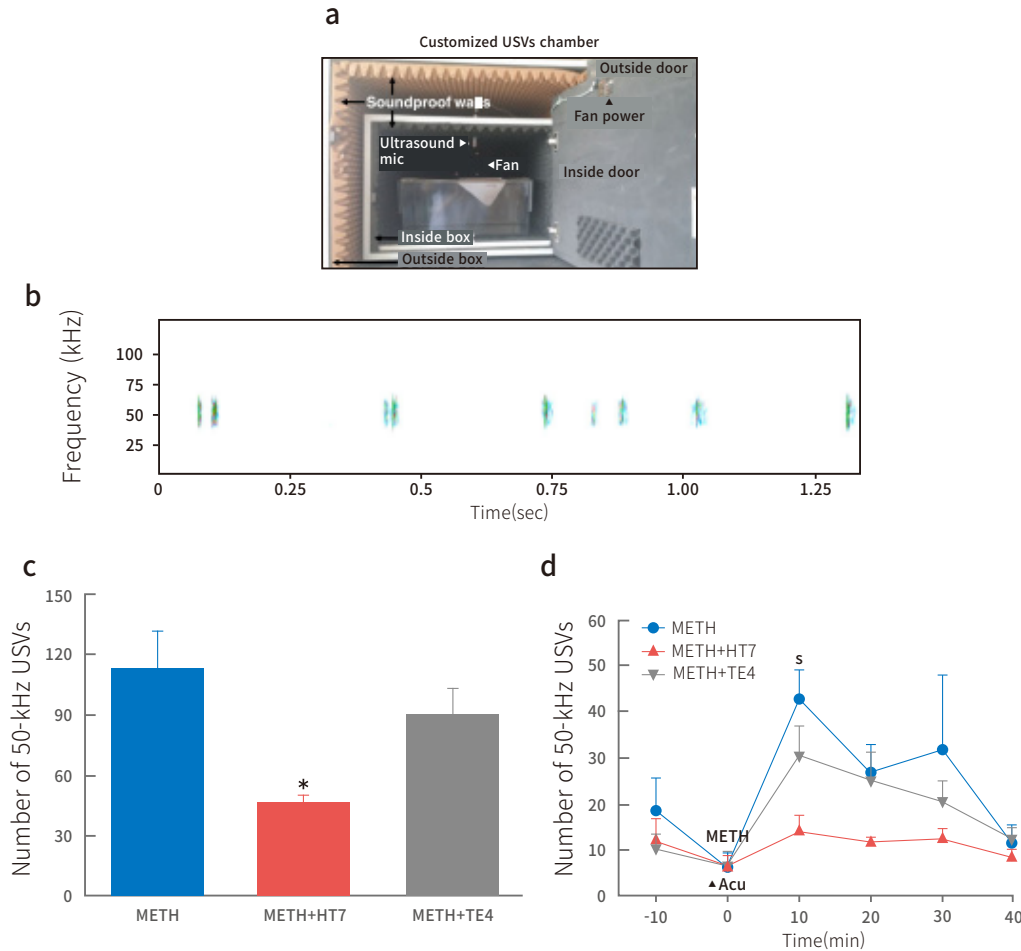 a
Customized USVs chamber
Outside door
Soundproof walls
Fan power
Ultrasound
mic
Fan
Inside door
Inside box
Outside box
b
Frequency (kHz)
100
75
50
25
0
0.25
0.5
0.75
1.00
1.25
Time(sec)
c
Number of 50-kHz USVs
150
120
90
60
30
0
*
METH
METH+HT7
METH+TE4
d
Number of 50-kHz USVs
60
50
40
30
20
10
0
METH
METH+HT7
METH+TE4
s
METH
Acu
-10
0
10
20
30
40
Time(min)